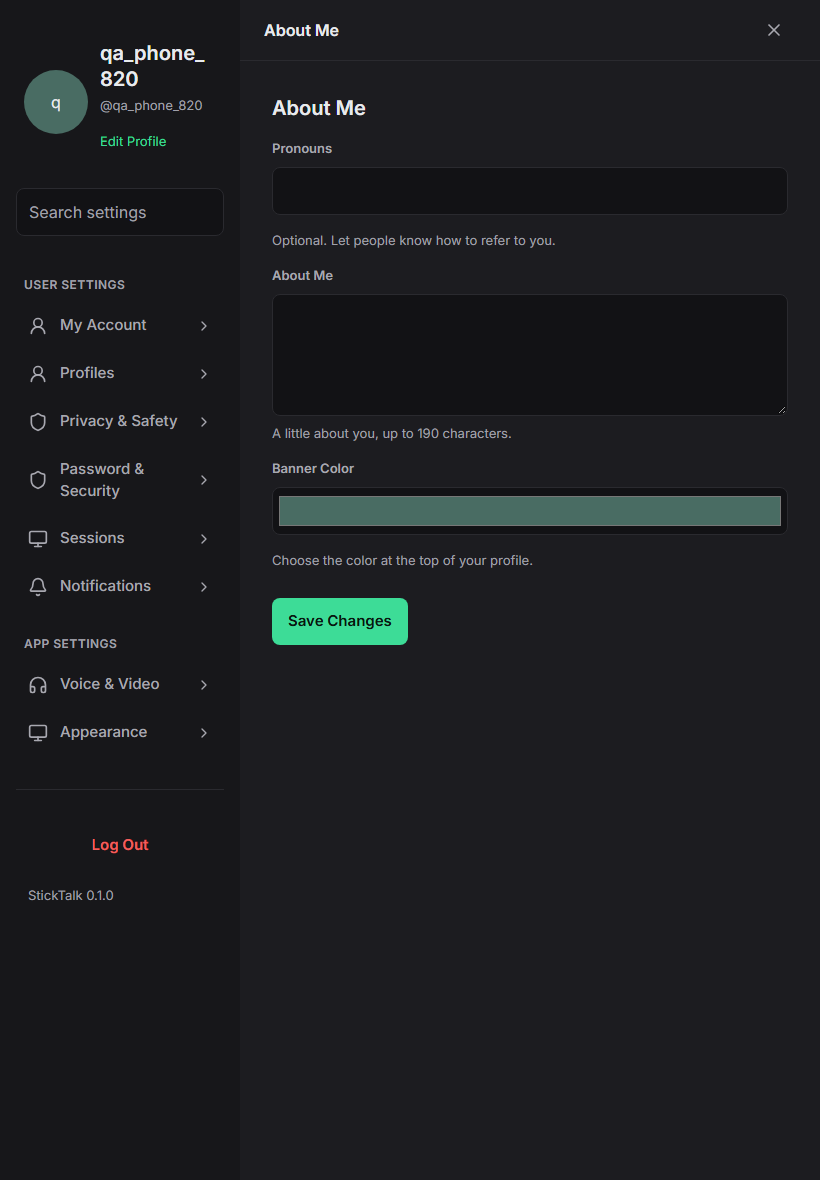 qa_phone_
820
@qa_phone_820
q
Edit Profile
Search settings
USER SETTINGS
My Account
Profiles
Privacy & Safety
Password &
Security
Sessions
Notifications
APP SETTINGS
Voice & Video
Appearance
Log Out
StickTalk 0.1.0
About Me
About Me
Pronouns
Optional. Let people know how to refer to you.
About Me
A little about you, up to 190 characters.
Banner Color
Choose the color at the top of your profile.
Save Changes